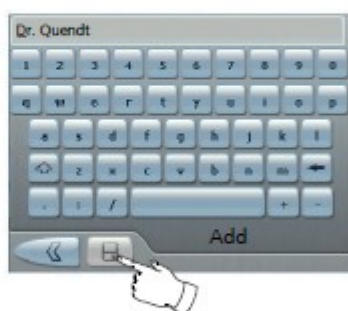 Dr. Quendt
1 2 3 4 5 6 7 8 9 0
q w e r t y u i o p
a s d f g h j k l
z x c v b n m
. : / + -
Add